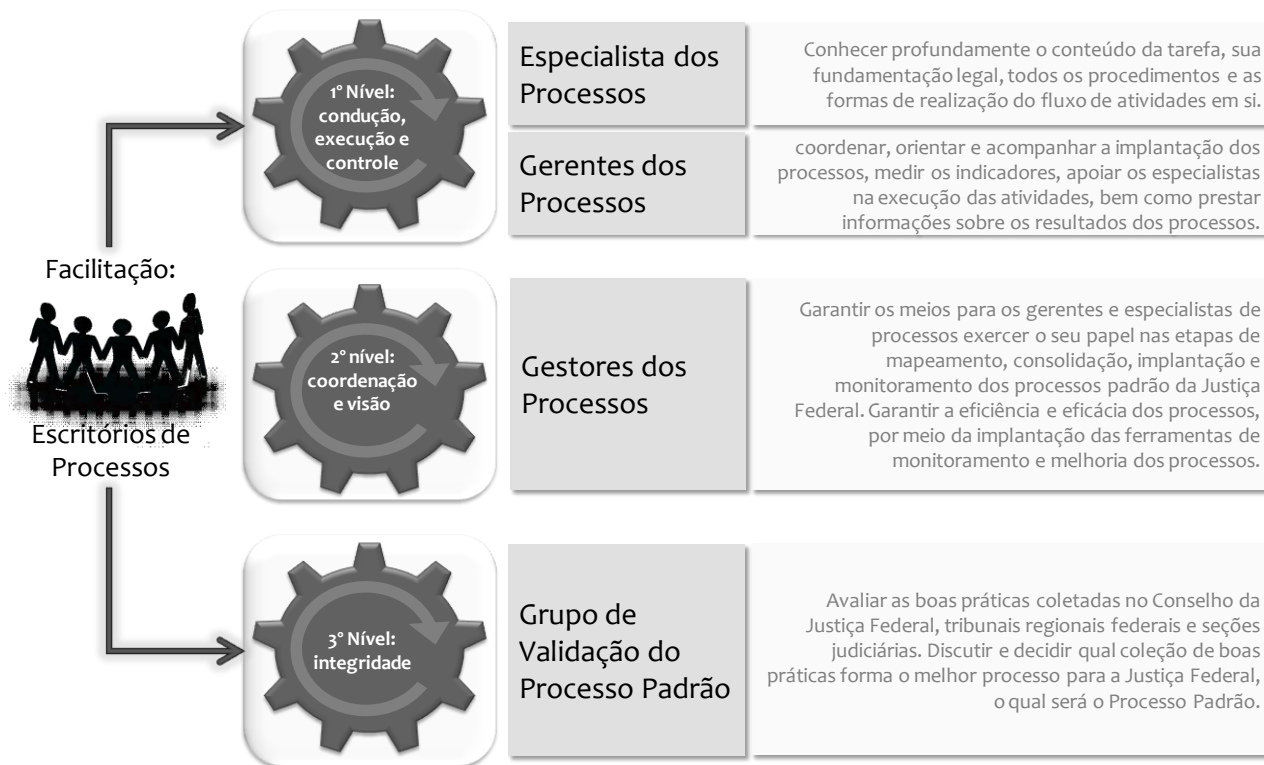 Facilitação:
Escritórios de
Processos
1º Nível:
condução,
execução e
controle
Especialista dos
Processos
Conhecer profundamente o conteúdo da tarefa, sua
fundamentação legal, todos os procedimentos e as
formas de realização do fluxo de atividades em si.
Gerentes dos
Processos
coordenar, orientar e acompanhar a implantação dos
processos, medir os indicadores, apoiar os especialistas
na execução das atividades, bem como prestar
informações sobre os resultados dos processos.
2º nível:
coordenação
e visão
Gestores dos
Processos
Garantir os meios para os gerentes e especialistas de
processos exercer o seu papel nas etapas de
mapeamento, consolidação, implantação e
monitoramento dos processos padrão da Justiça
Federal. Garantir a eficiência e eficácia dos processos,
por meio da implantação das ferramentas de
monitoramento e melhoria dos processos.
3º Nível:
integridade
Grupo de
Validação do
Processo Padrão
Avaliar as boas práticas coletadas no Conselho da
Justiça Federal, tribunais regionais federais e seções
judiciárias. Discutir e decidir qual coleção de boas
práticas forma o melhor processo para a Justiça Federal,
o qual será o Processo Padrão.